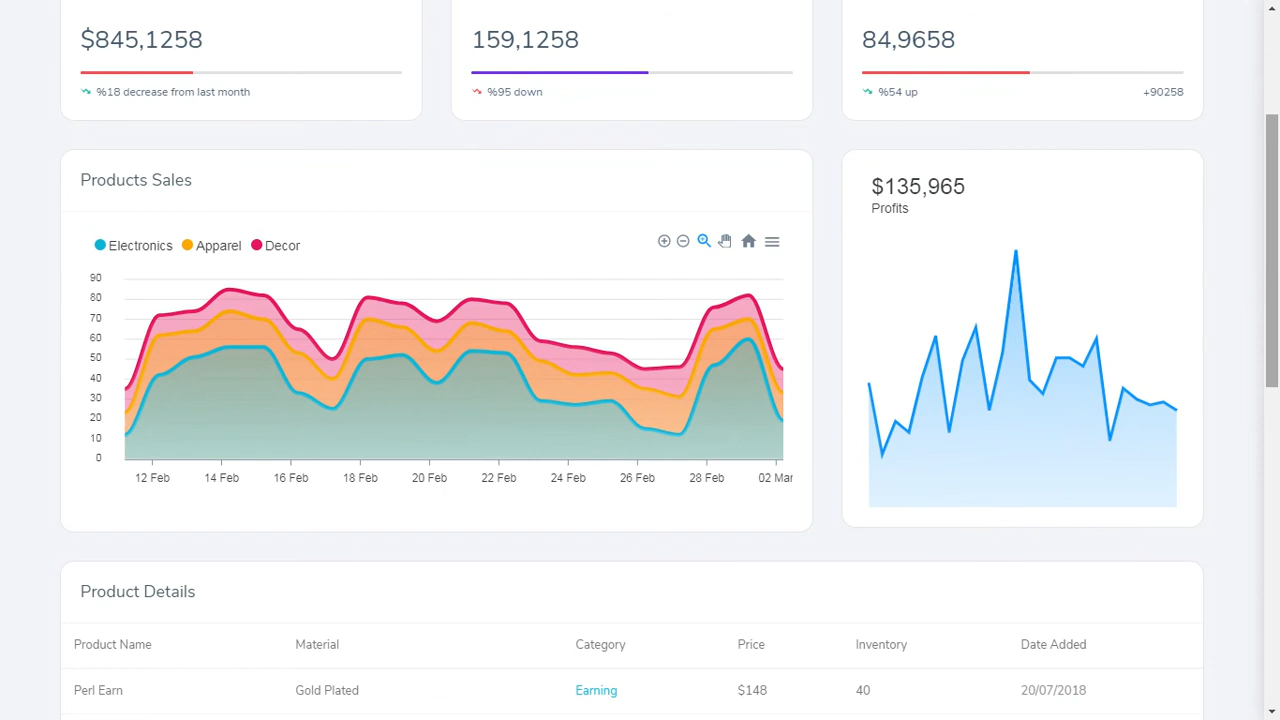 $845,1258 159,1258 84,9658
%18 decrease from last month %95 down %54 up +90258
Products Sales
$135,965
Profits
Electronics Apparel Decor
90
80
70
60
50
40
30
20
10
0
12 Feb 14 Feb 16 Feb 18 Feb 20 Feb 22 Feb 24 Feb 26 Feb 28 Feb 02 Mar
Product Details
Product Name Material Category Price Inventory Date Added
Perl Earn Gold Plated Earning $148 40 20/07/2018